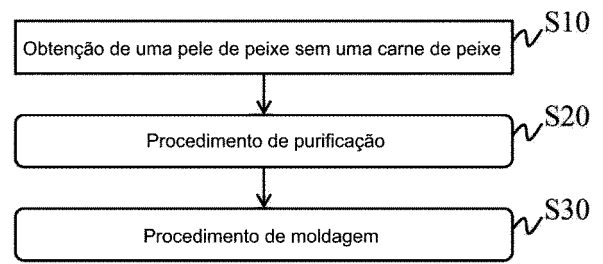 S10
Obtenção de uma pele de peixe sem uma carne de peixe
S20
Procedimento de purificação
S30
Procedimento de moldagem